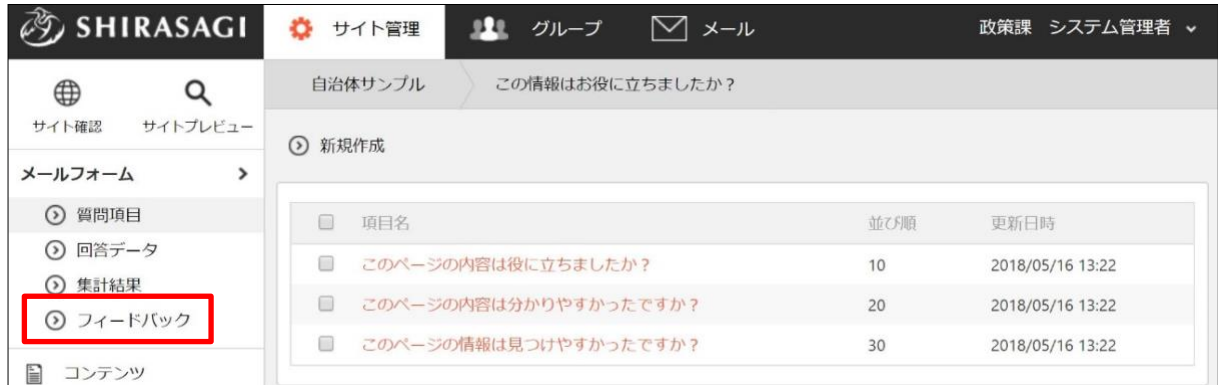 SHIRASAGI サイト管理 グループ メール 政策課 システム管理者
サイト確認 サイトプレビュー
自治体サンプル この情報はお役に立ちましたか？
新規作成
メールフォーム
質問項目
回答データ
集計結果
フィードバック
コンテンツ
項目名 並び順 更新日時
このページの内容は役に立ちましたか？ 10 2018/05/16 13:22
このページの内容は分かりやすかったですか？ 20 2018/05/16 13:22
このページの情報は見つけやすかったですか？ 30 2018/05/16 13:22